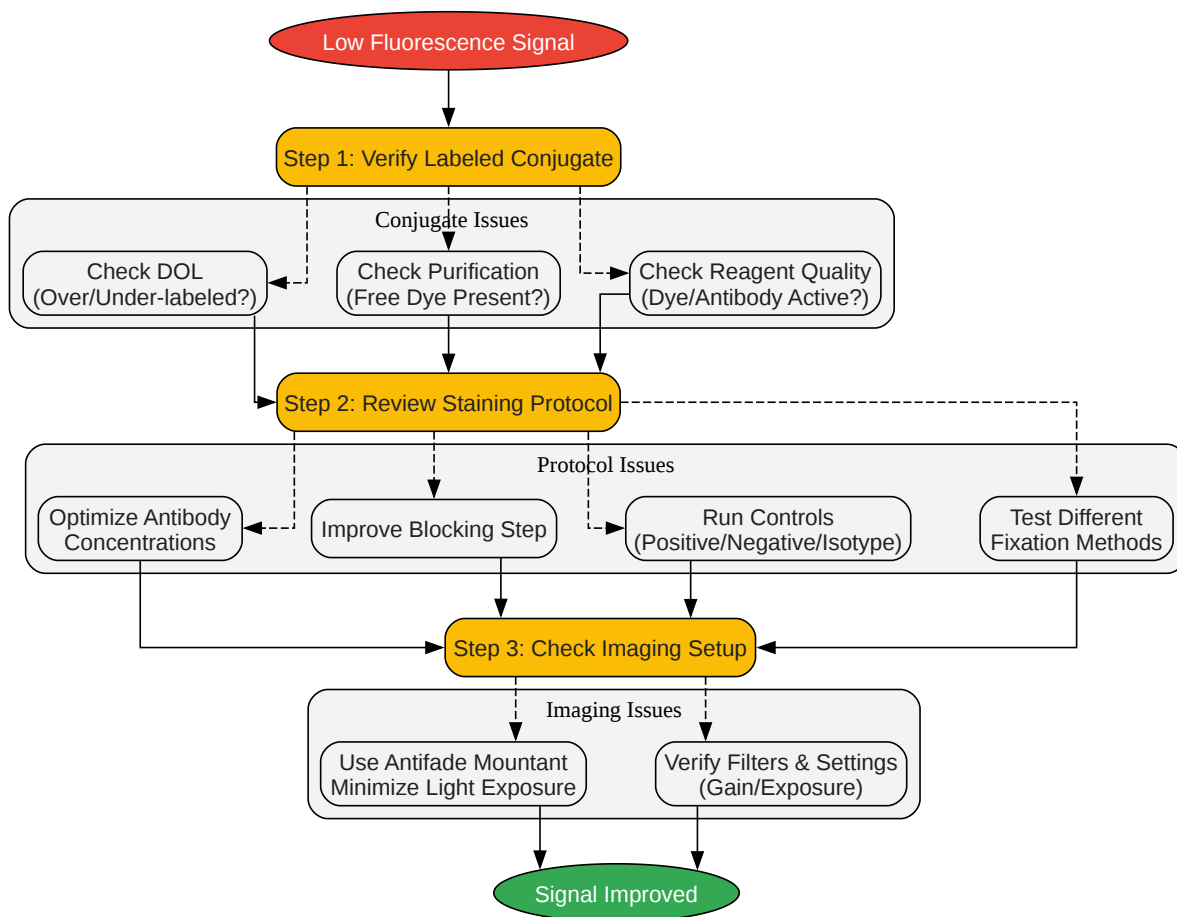 Low Fluorescence Signal
Step 1: Verify Labeled Conjugate
Conjugate Issues
Check DOL
(Over/Under-labeled?)
Check Purification
(Free Dye Present?)
Check Reagent Quality
(Dye/Antibody Active?)
Step 2: Review Staining Protocol
Protocol Issues
Optimize Antibody
Concentrations
Improve Blocking Step
Run Controls
(Positive/Negative/Isotype)
Test Different
Fixation Methods
Step 3: Check Imaging Setup
Imaging Issues
Use Antifade Mountant
Minimize Light Exposure
Verify Filters & Settings
(Gain/Exposure)
Signal Improved